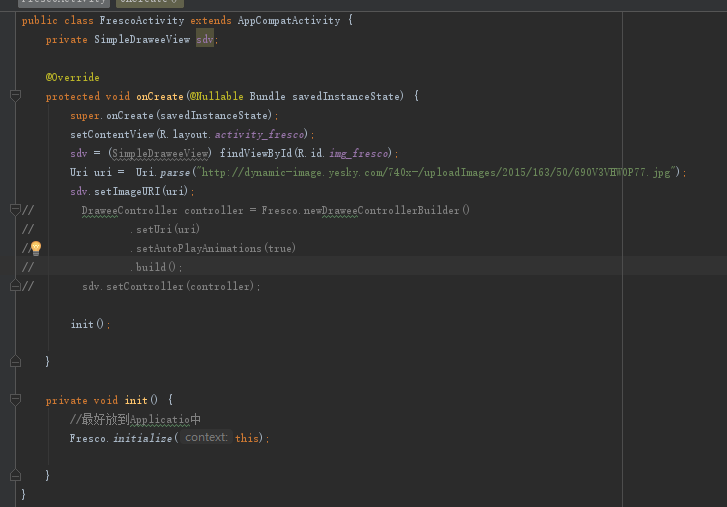 FrescoActivity onCreate()
public class FrescoActivity extends AppCompatActivity {
private SimpleDraweeView sdv;
@Override
protected void onCreate(@Nullable Bundle savedInstanceState) {
super.onCreate(savedInstanceState);
setContentView(R.layout.activity_fresco);
sdv = (SimpleDraweeView) findViewById(R.id.img_fresco);
Uri uri = Uri.parse("http://dynamic-image.yesky.com/740x-/uploadImages/2015/163/50/690V3VHW0P77.jpg");
sdv.setImageURI(uri);
// DraweeController controller = Fresco.newDraweeControllerBuilder()
// .setUri(uri)
// .setAutoPlayAnimations(true)
// .build();
// sdv.setController(controller);
init();
}
private void init() {
//最好放到Applicatio中
Fresco.initialize( context: this);
}
}